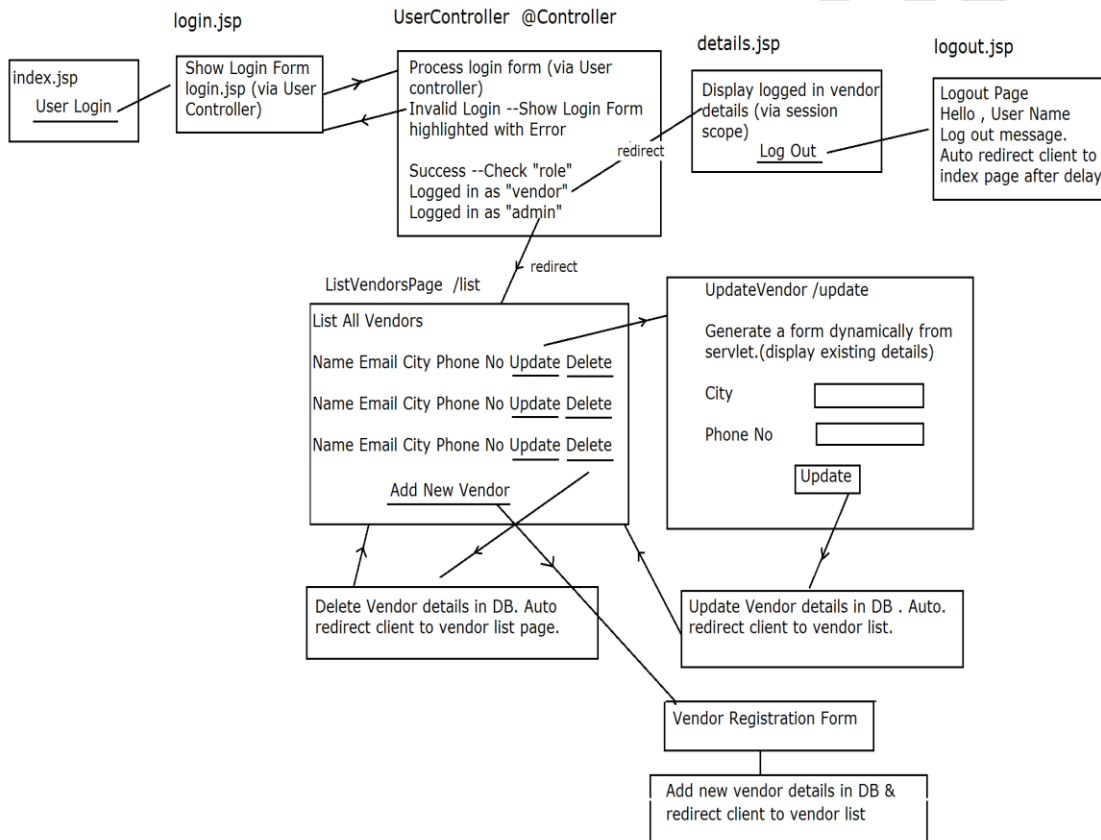 login.jsp
UserController @Controller
details.jsp
logout.jsp
index.jsp
User Login
Show Login Form
login.jsp (via User
Controller)
Process login form (via User
controller)
Invalid Login --Show Login Form
highlighted with Error
Success --Check "role"
Logged in as "vendor"
Logged in as "admin"
redirect
Display logged in vendor
details (via session
scope)
Log Out
Logout Page
Hello , User Name
Log out message.
Auto redirect client to
index page after delay
redirect
ListVendorsPage /list
List All Vendors
Name Email City Phone No Update Delete
Name Email City Phone No Update Delete
Name Email City Phone No Update Delete
Add New Vendor
UpdateVendor /update
Generate a form dynamically from
servlet.(display existing details)
City
Phone No
Update
Delete Vendor details in DB. Auto
redirect client to vendor list page.
Update Vendor details in DB . Auto.
redirect client to vendor list.
Vendor Registration Form
Add new vendor details in DB &
redirect client to vendor list